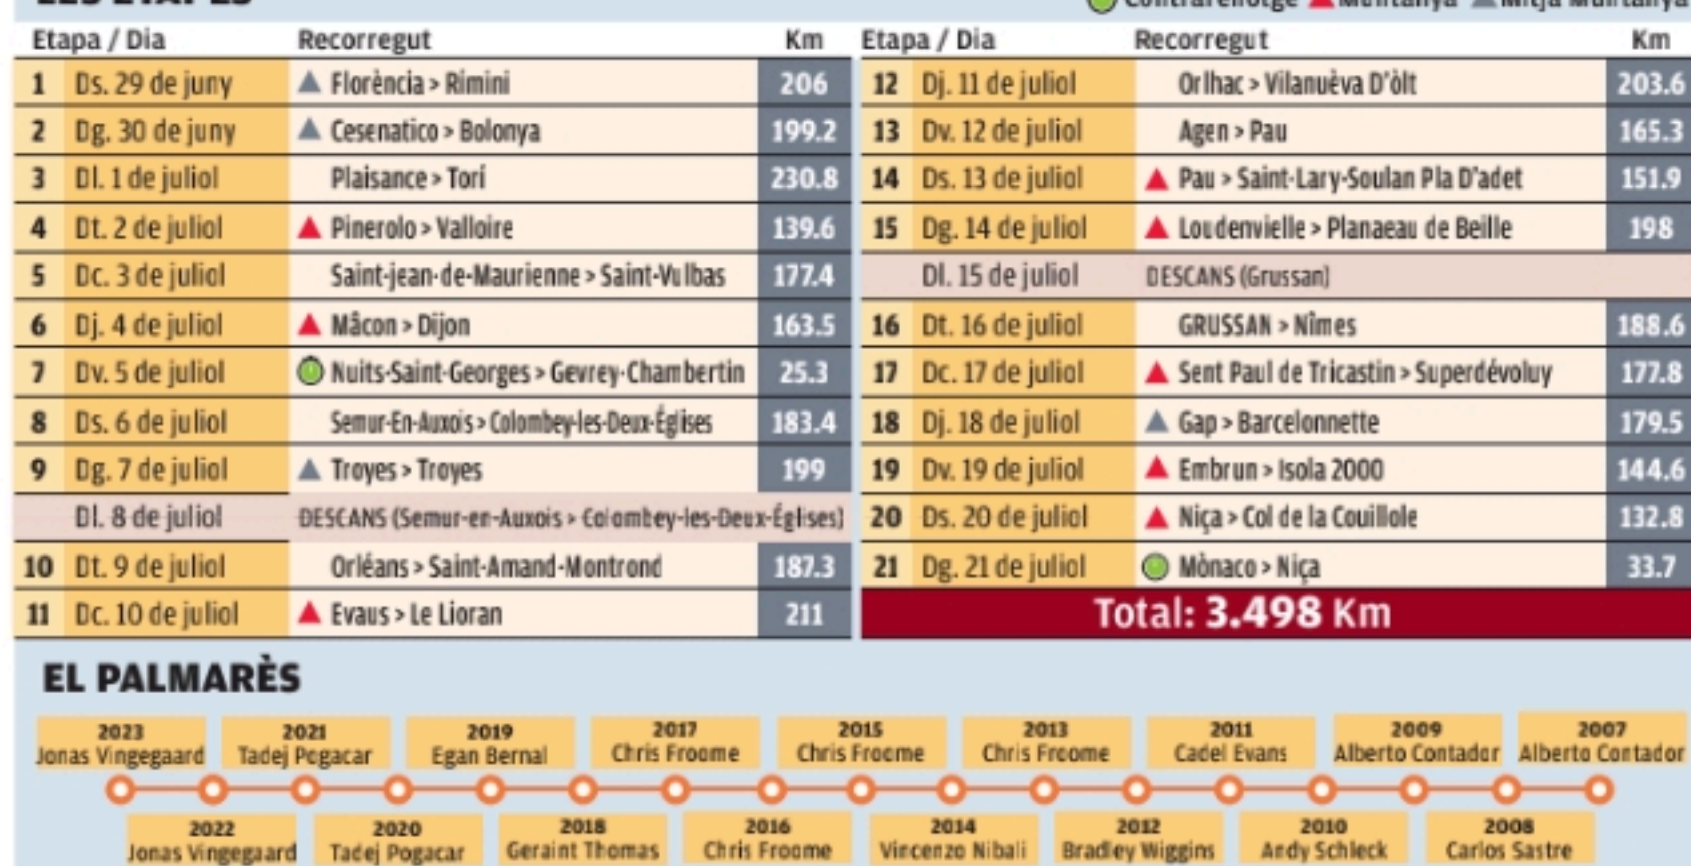 LES ETAPES
Contrarellotge Muntanya Mitja Muntanya
Etapa / Dia Recorregut Km
1 Ds. 29 de juny Florència > Rimini 206
2 Dg. 30 de juny Cesenatico > Bolonya 199.2
3 Dl. 1 de juliol Plaisance > Torí 230.8
4 Dt. 2 de juliol Pinerolo > Valloire 139.6
5 Dc. 3 de juliol Saint-jean-de-Maurienne > Saint-Vulbas 177.4
6 Dj. 4 de juliol Mâcon > Dijon 163.5
7 Dv. 5 de juliol Nuits-Saint-Georges > Gevrey-Chambertin 25.3
8 Ds. 6 de juliol Semur-En-Auxois > Colombey-les-Deux-Églises 183.4
9 Dg. 7 de juliol Troyes > Troyes 199
Dl. 8 de juliol DESCANS (Semur-en-Auxois > Colombey-les-Deux-Églises)
10 Dt. 9 de juliol Orléans > Saint-Amand-Montrond 187.3
11 Dc. 10 de juliol Evaus > Le Lioran 211
Etapa / Dia Recorregut Km
12 Dj. 11 de juliol Orlhac > Vilanuèva D'òlt 203.6
13 Dv. 12 de juliol Agen > Pau 165.3
14 Ds. 13 de juliol Pau > Saint-Lary-Soulan Pla D'adet 151.9
15 Dg. 14 de juliol Loudenvielle > Planaeau de Beille 198
Dl. 15 de juliol DESCANS (Grussan)
16 Dt. 16 de juliol GRUSSAN > Nîmes 188.6
17 Dc. 17 de juliol Sent Paul de Tricastin > Superdévoluy 177.8
18 Dj. 18 de juliol Gap > Barcelonnette 179.5
19 Dv. 19 de juliol Embrun > Isola 2000 144.6
20 Ds. 20 de juliol Niça > Col de la Couillole 132.8
21 Dg. 21 de juliol Mònaco > Niça 33.7
Total: 3.498 Km
EL PALMARÈS
2023 2021 2019 2017 2015 2013 2011 2009 2007
Jonas Vingegaard Tadej Pogacar Egan Bernal Chris Froome Chris Froome Chris Froome Cadel Evans Alberto Contador Alberto Contador
2022 2020 2018 2016 2014 2012 2010 2008
Jonas Vingegaard Tadej Pogacar Geraint Thomas Chris Froome Vincenzo Nibali Bradley Wiggins Andy Schleck Carlos Sastre